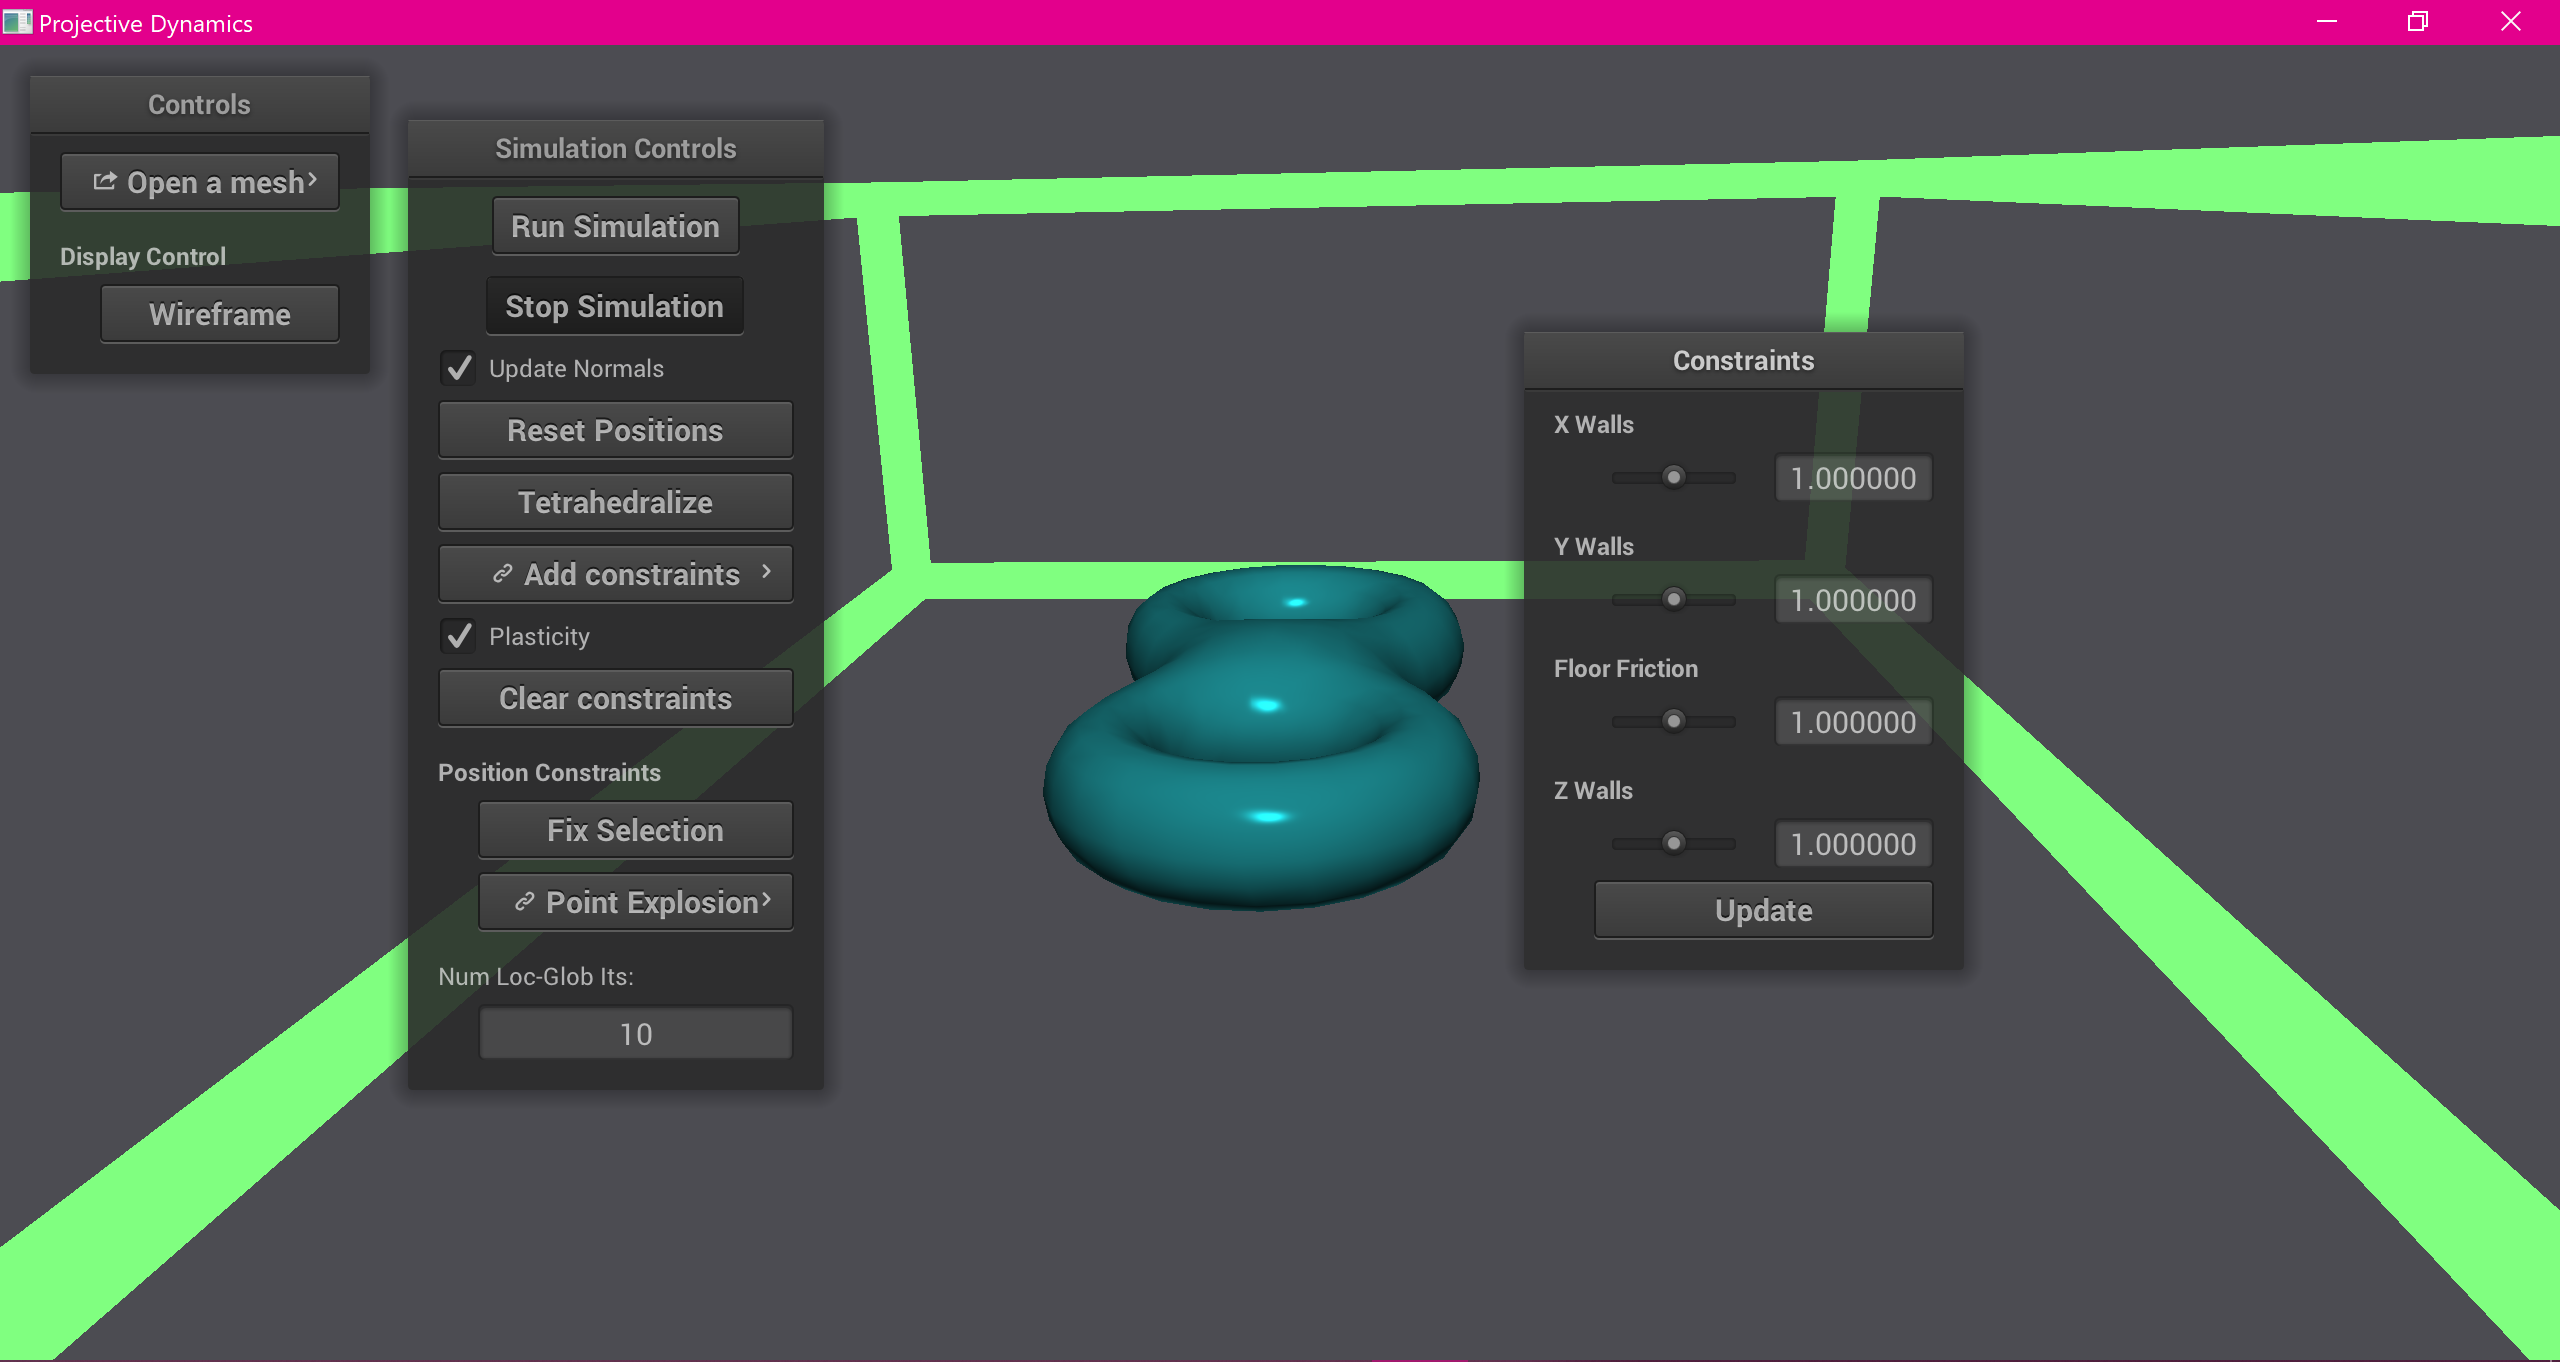 Projective Dynamics
Controls
Open a mesh
Display Control
Wireframe
Simulation Controls
Run Simulation
Stop Simulation
Update Normals
Reset Positions
Tetrahedralize
Add constraints
Plasticity
Clear constraints
Position Constraints
Fix Selection
Point Explosion
Num Loc-Glob Its:
10
Constraints
X Walls
1.000000
Y Walls
1.000000
Floor Friction
1.000000
Z Walls
1.000000
Update